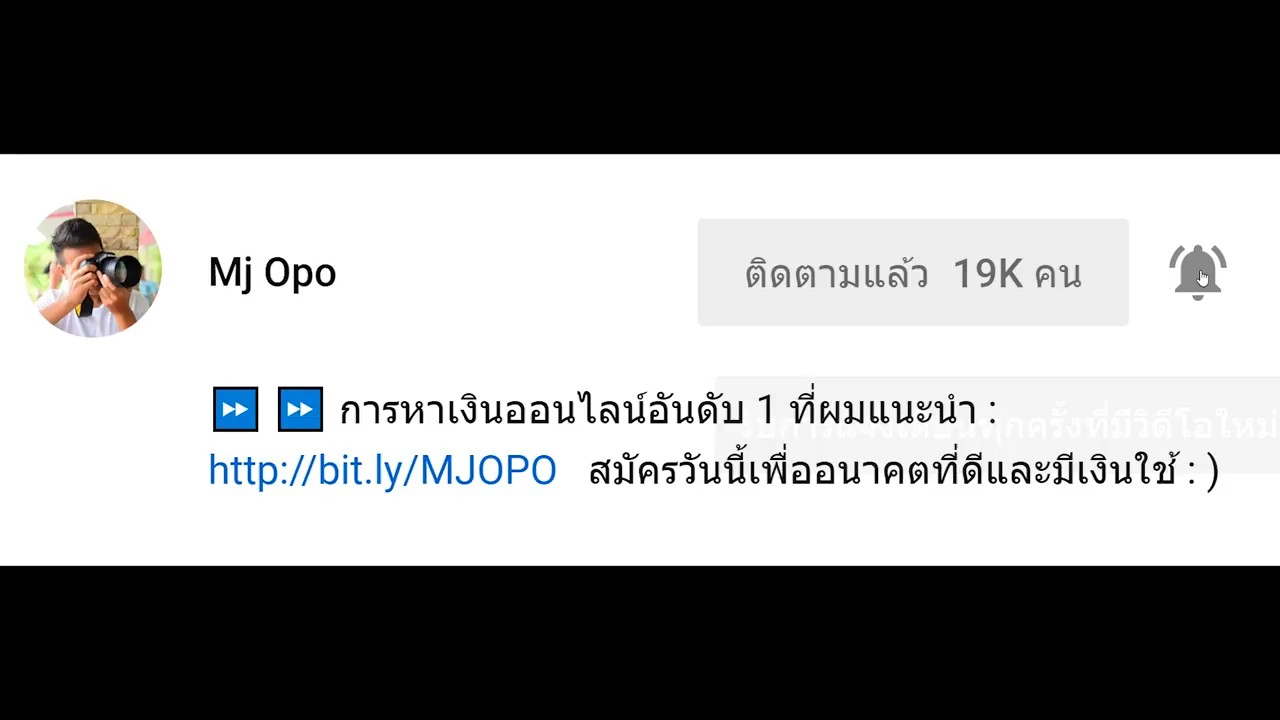 Mj Opo
ติดตามแล้ว 19K คน
⏩ ⏩ การหาเงินออนไลน์อันดับ 1 ที่ผมแนะนำ :
http://bit.ly/MJOPO สมัครวันนี้เพื่ออนาคตที่ดีและมีเงินใช้ : )